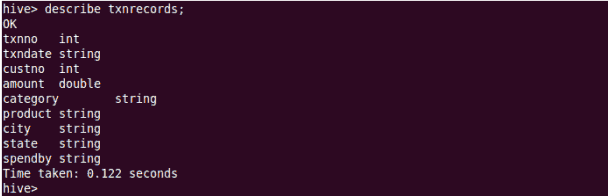 hive> describe txnrecords;
OK
txnno	int
txndate	string
custno	int
amount	double
category	string
product	string
city	string
state	string
spendby	string
Time taken: 0.122 seconds
hive>